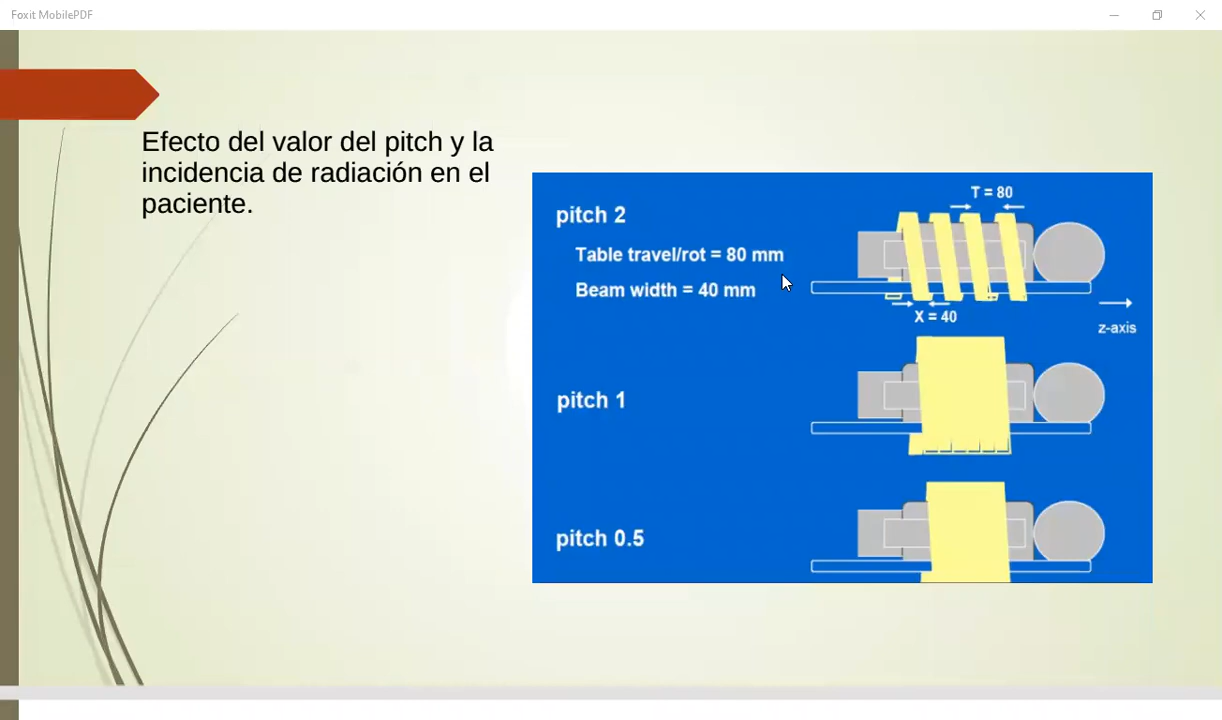 Foxit MobilePDF
Efecto del valor del pitch y la
incidencia de radiación en el
paciente.
pitch 2
Table travel/rot = 80 mm
Beam width = 40 mm
T = 80
X = 40
z-axis
pitch 1
pitch 0.5